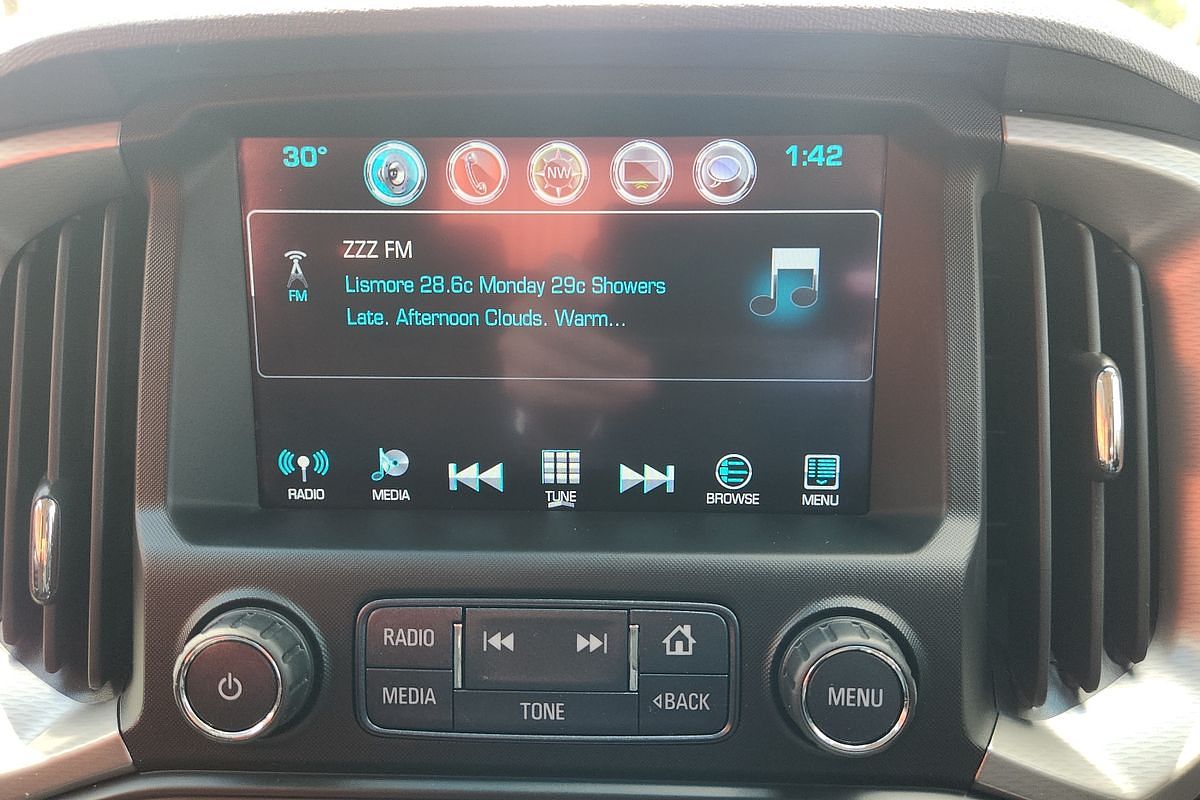 30°
NW
1:42
ZZZ FM
FM
Lismore 28.6c Monday 29c Showers
Late. Afternoon Clouds. Warm...
RADIO
MEDIA
TUNE
BROWSE
MENU
RADIO
MEDIA
TONE
BACK
MENU